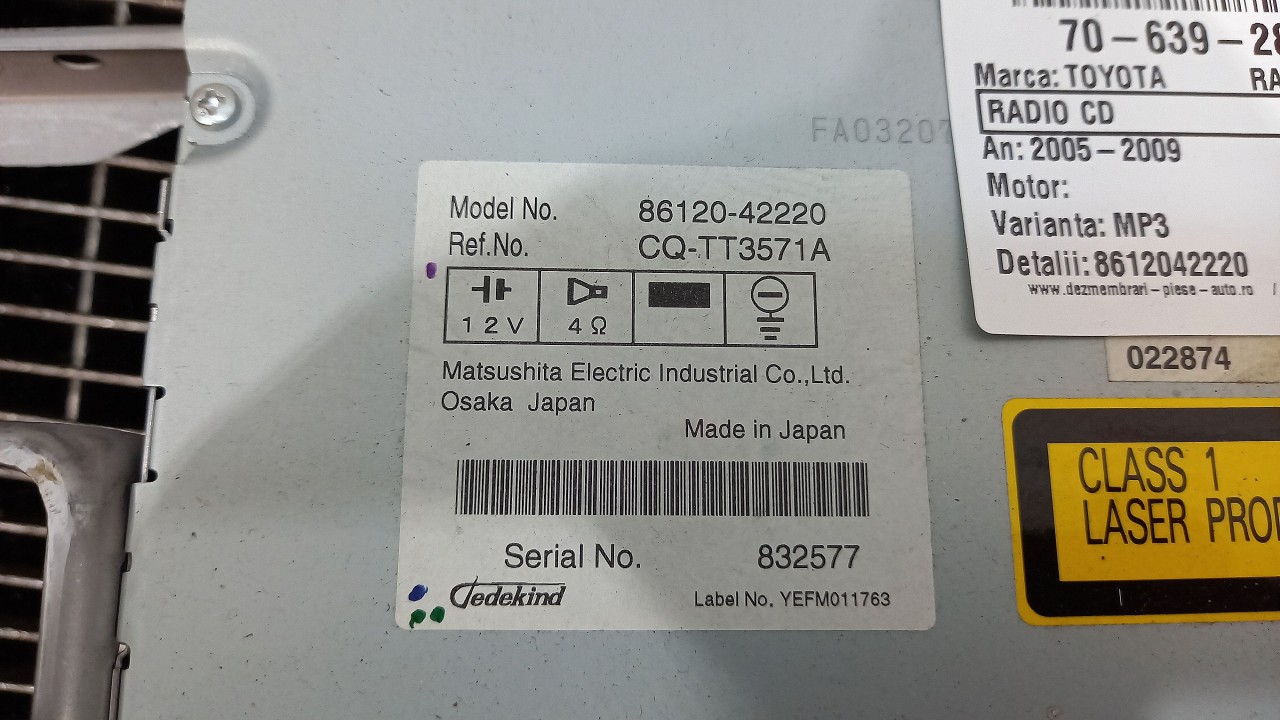 70-639-28
Marca: TOYOTA RA
RADIO CD
An: 2005-2009
Motor:
Varianta: MP3
Detalii: 8612042220
www.dezmembrari-piese-auto.ro
FA03207
Model No. 86120-42220
Ref.No. CQ-TT3571A
12V 4Ω
Matsushita Electric Industrial Co.,Ltd.
Osaka Japan
Made in Japan
Serial No. 832577
Label No. YEFM011763
022874
CLASS 1
LASER PRO